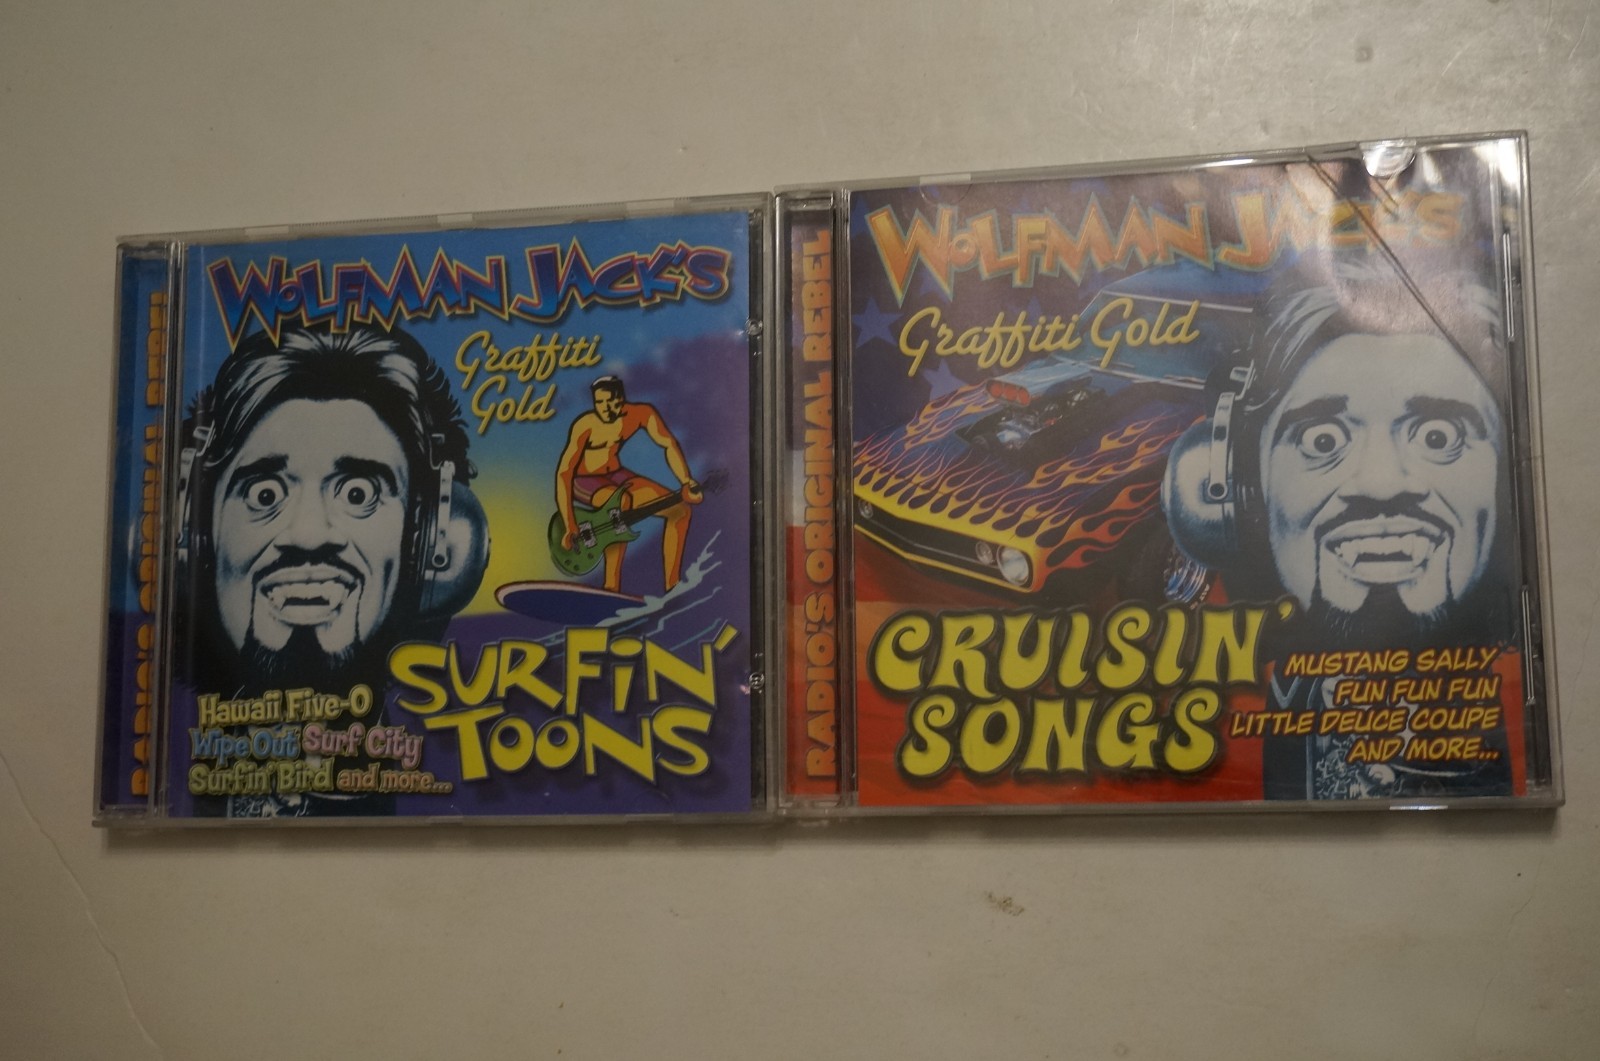 RADIO'S ORIGINAL REBEL
WOLFMAN JACK'S
Graffiti
Gold
SURFIN'
TOONS
Hawaii Five-O
Wipe Out Surf City
Surfin' Bird and more...
RADIO'S ORIGINAL REBEL
WOLFMAN JACK'S
Graffiti Gold
CRUISIN'
SONGS
MUSTANG SALLY
FUN FUN FUN
LITTLE DEUCE COUPE
AND MORE...